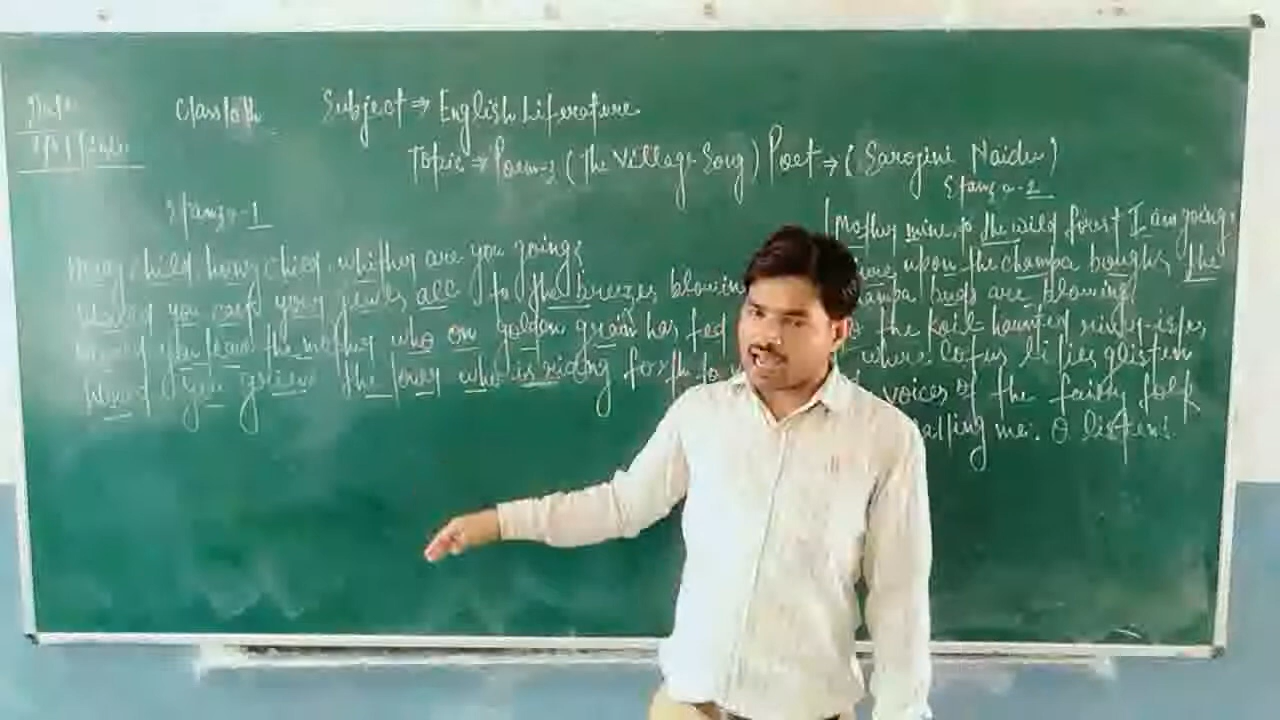 Date
Class 10th Subject ⇒ English Literature
Topic ⇒ Poem-3 (The Village Song) Poet → (Sarojini Naidu)
Stanza-1
Honey child, honey child, whither are you going?
Would you cast your jewels all to the breezes blowing
Would you leave the mother who on golden grain has fed
Would you grieve the lover who is riding forth to
Stanza-2
Mother mine, to the wild forest I am going,
upon the champa boughs the
champa buds are blowing;
the koil haunted river-isles
where lotus lilies glisten
voices of the fairy folk
calling me: O listen!